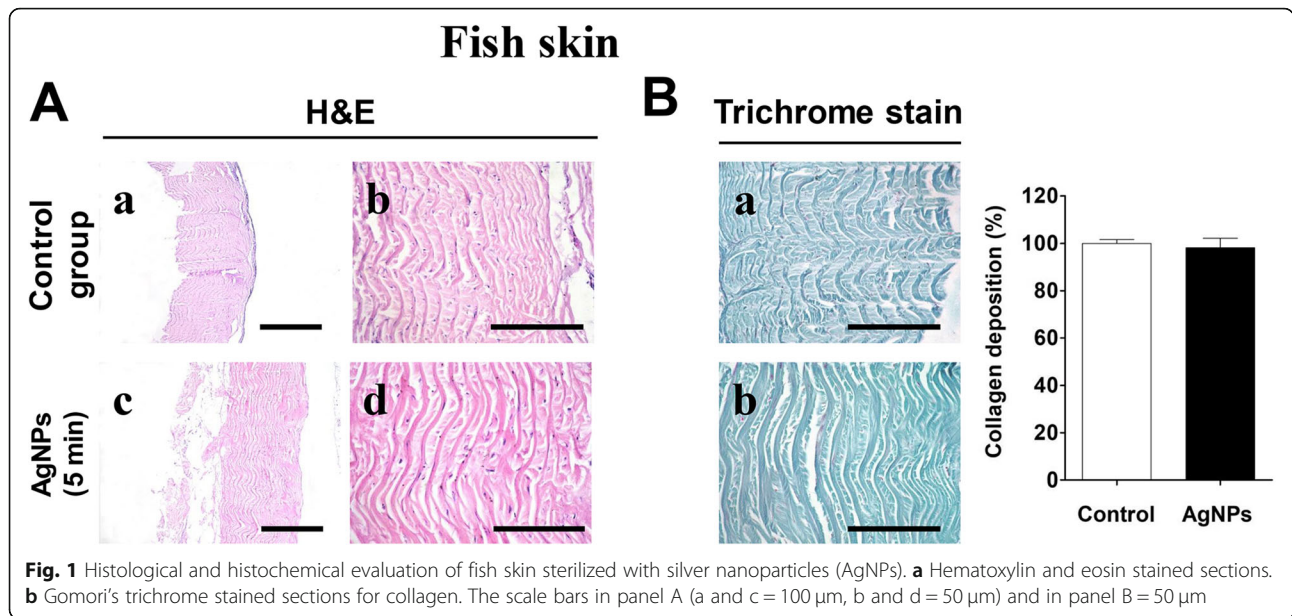 Fish skin
A
H&E
B
Trichrome stain
Control group
a
b
a
AgNPs (5 min)
c
d
b
Collagen deposition (%)
120
100
80
60
40
20
0
Control
AgNPs
Fig. 1 Histological and histochemical evaluation of fish skin sterilized with silver nanoparticles (AgNPs). a Hematoxylin and eosin stained sections.
b Gomori's trichrome stained sections for collagen. The scale bars in panel A (a and c = 100 μm, b and d = 50 μm) and in panel B = 50 μm